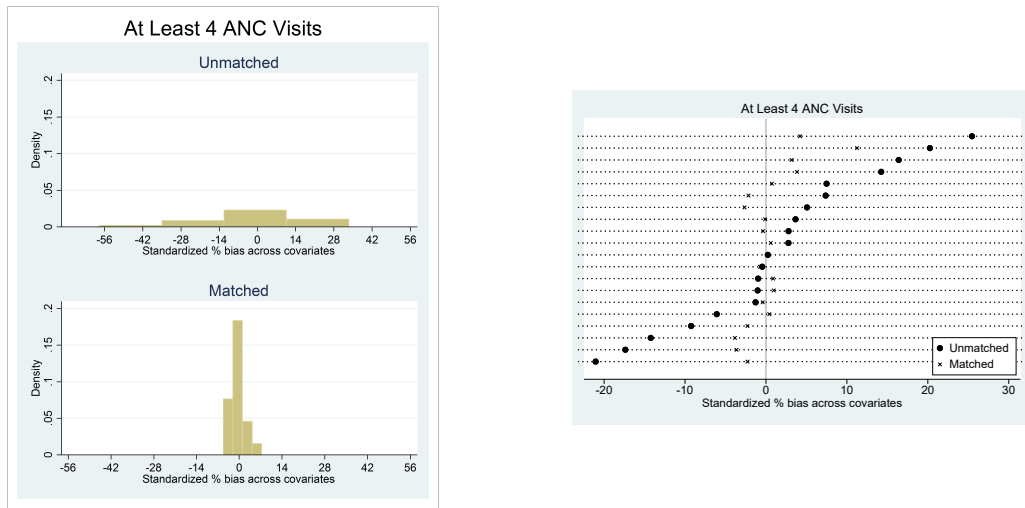 At Least 4 ANC Visits
Unmatched
Density
.2
.15
.1
.05
0
-56 -42 -28 -14 0 14 28 42 56
Standardized % bias across covariates
Matched
Density
.2
.15
.1
.05
0
-56 -42 -28 -14 0 14 28 42 56
Standardized % bias across covariates
At Least 4 ANC Visits
Unmatched
Matched
-20 -10 0 10 20 30
Standardized % bias across covariates